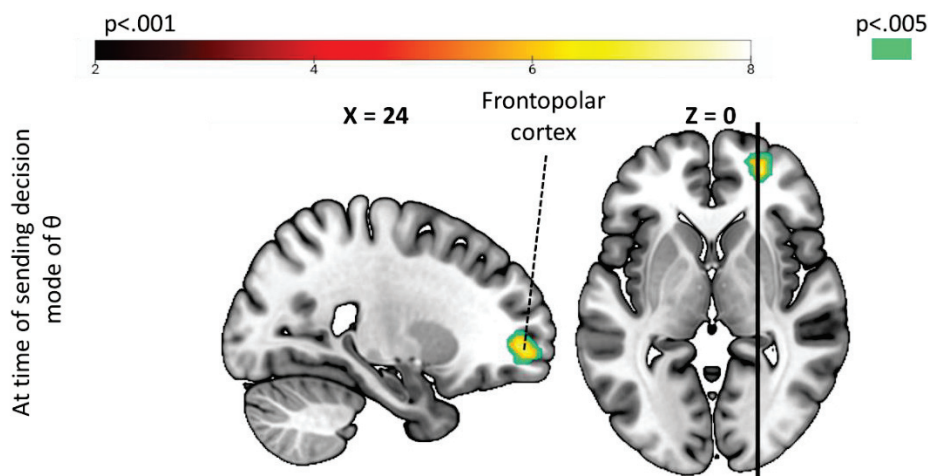 p<.001
p<.005
2 4 6 8
Frontopolar
cortex
X = 24
Z = 0
At time of sending decision
mode of θ